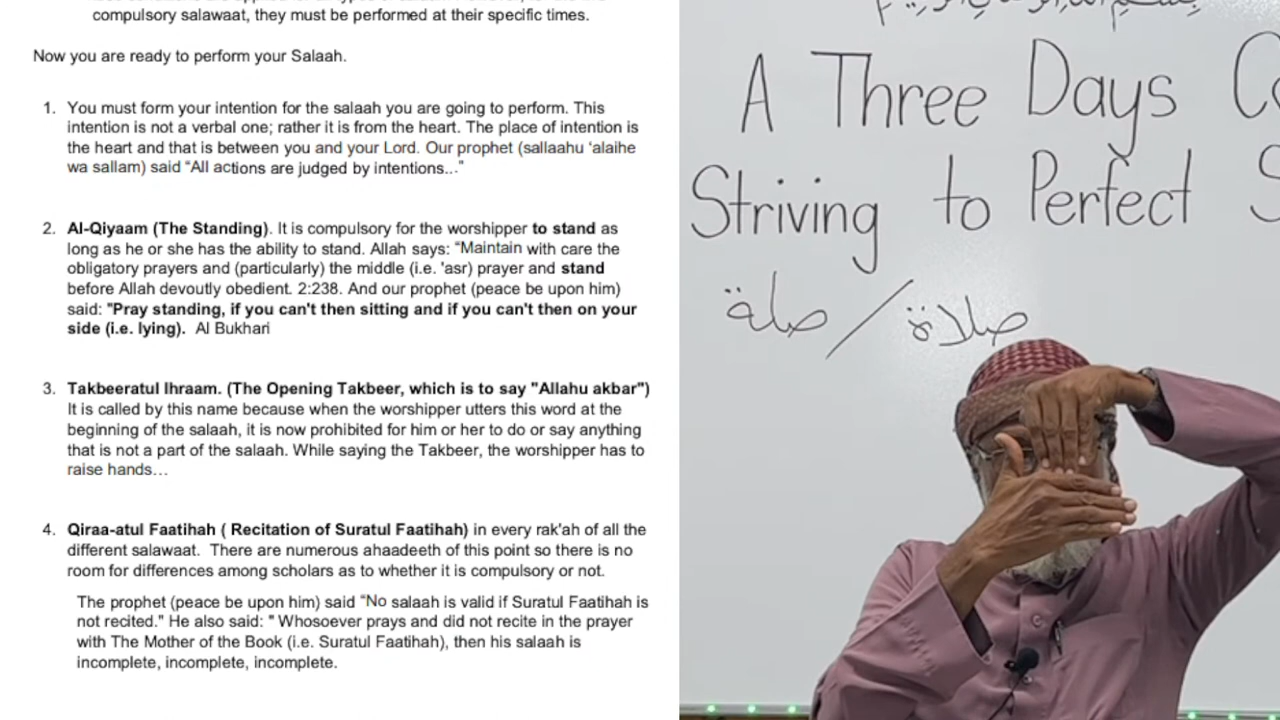 compulsory salawaat, they must be performed at their specific times.
Now you are ready to perform your Salaah.
1. You must form your intention for the salaah you are going to perform. This
intention is not a verbal one; rather it is from the heart. The place of intention is
the heart and that is between you and your Lord. Our prophet (sallaahu ‘alaihe
wa sallam) said “All actions are judged by intentions...”
2. Al-Qiyaam (The Standing). It is compulsory for the worshipper to stand as
long as he or she has the ability to stand. Allah says: “Maintain with care the
obligatory prayers and (particularly) the middle (i.e. 'asr) prayer and stand
before Allah devoutly obedient. 2:238. And our prophet (peace be upon him)
said: "Pray standing, if you can't then sitting and if you can't then on your
side (i.e. lying). Al Bukhari
3. Takbeeratul Ihraam. (The Opening Takbeer, which is to say "Allahu akbar")
It is called by this name because when the worshipper utters this word at the
beginning of the salaah, it is now prohibited for him or her to do or say anything
that is not a part of the salaah. While saying the Takbeer, the worshipper has to
raise hands…
4. Qiraa-atul Faatihah ( Recitation of Suratul Faatihah) in every rak'ah of all the
different salawaat. There are numerous ahaadeeth of this point so there is no
room for differences among scholars as to whether it is compulsory or not.
The prophet (peace be upon him) said “No salaah is valid if Suratul Faatihah is
not recited." He also said: " Whosoever prays and did not recite in the prayer
with The Mother of the Book (i.e. Suratul Faatihah), then his salaah is
incomplete, incomplete, incomplete.
A Three Days
Striving to Perfect
صلاة / صلة